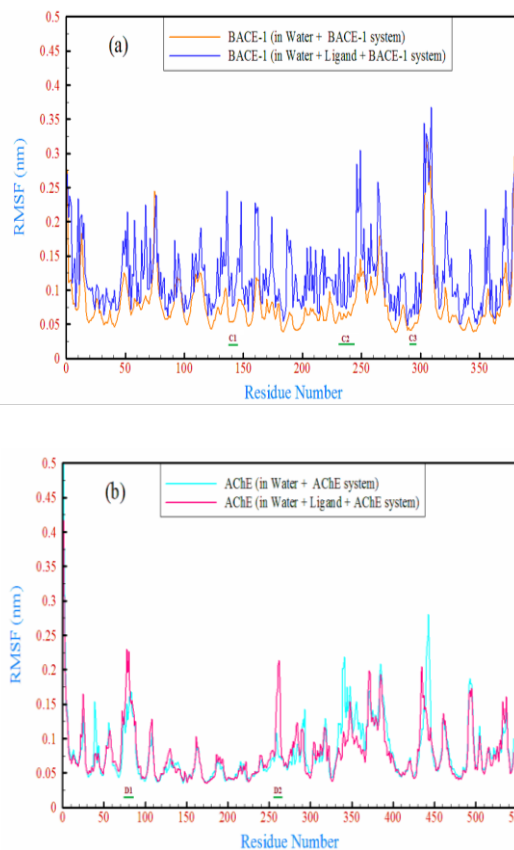 (a)
BACE-1 (in Water + BACE-1 system)
BACE-1 (in Water + Ligand + BACE-1 system)
RMSF (nm)
0.5
0.45
0.4
0.35
0.3
0.25
0.2
0.15
0.1
0.05
0
C1
C2
C3
0 50 100 150 200 250 300 350
Residue Number
(b)
AChE (in Water + AChE system)
AChE (in Water + Ligand + AChE system)
RMSF (nm)
0.5
0.45
0.4
0.35
0.3
0.25
0.2
0.15
0.1
0.05
0
D1
D2
0 50 100 150 200 250 300 350 400 450 500
Residue Number